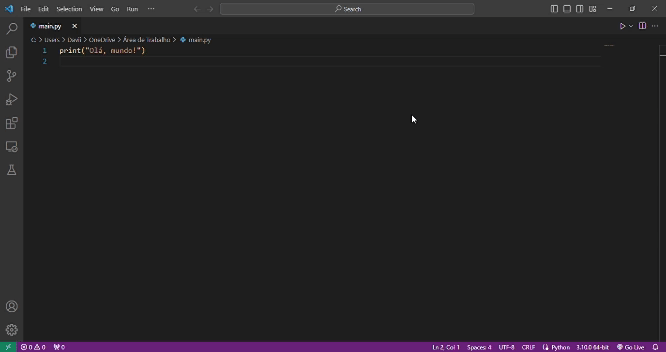 File Edit Selection View Go Run ··· Search
main.py
C: > Users > Davii > OneDrive > Área de Trabalho > main.py
1 print("Olá, mundo!")
2
0 0 0 Ln 2, Col 1 Spaces: 4 UTF-8 CRLF Python 3.10.0 64-bit Go Live